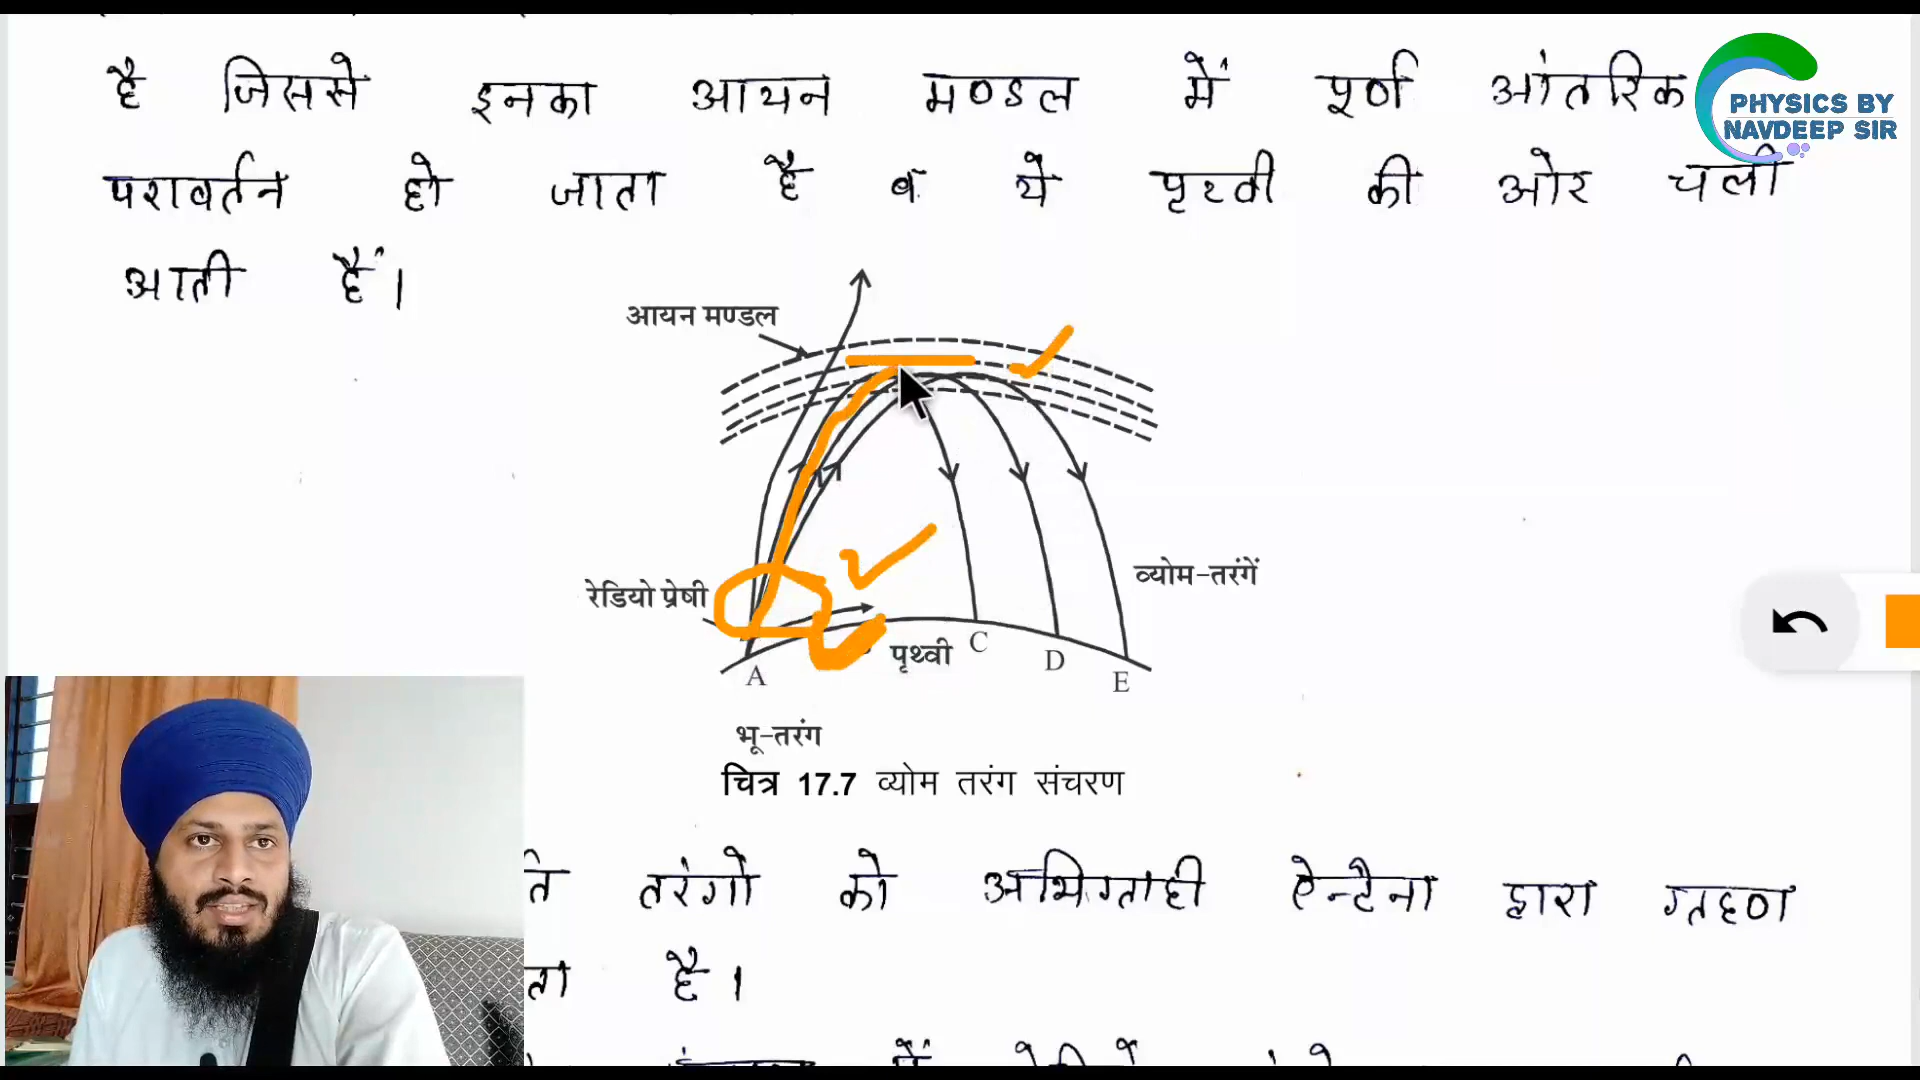 है जिससे इनका आयन मण्डल में पूर्ण आंतरिक
PHYSICS BY
NAVDEEP SIR
परावर्तन हो जाता है व ये पृथ्वी की ओर चली
आती हैं।
आयन मण्डल
व्योम-तरंगें
रेडियो प्रेषी
पृथ्वी
A
C
D
E
भू-तरंग
चित्र 17.7 व्योम तरंग संचरण
तरंगो को अभिग्राही ऐन्टैना द्वारा ग्रहण
है।